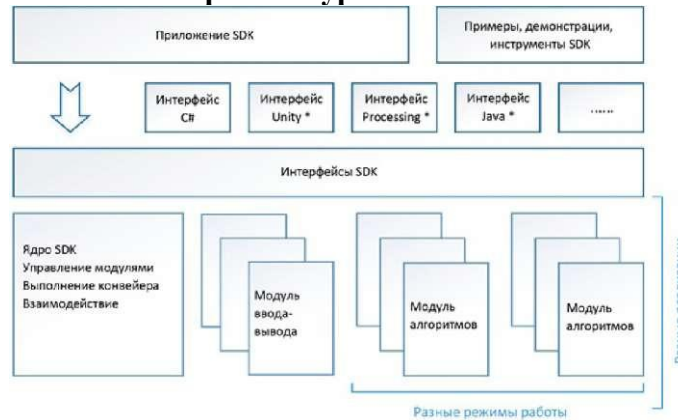 Приложение SDK
Примеры, демонстрации,
инструменты SDK
Интерфейс
C#
Интерфейс
Unity *
Интерфейс
Processing *
Интерфейс
Java *
......
Интерфейсы SDK
Ядро SDK
Управление модулями
Выполнение конвейера
Взаимодействие
Модуль
ввода-
вывода
Модуль
алгоритмов
Модуль
алгоритмов
Разные режимы работы